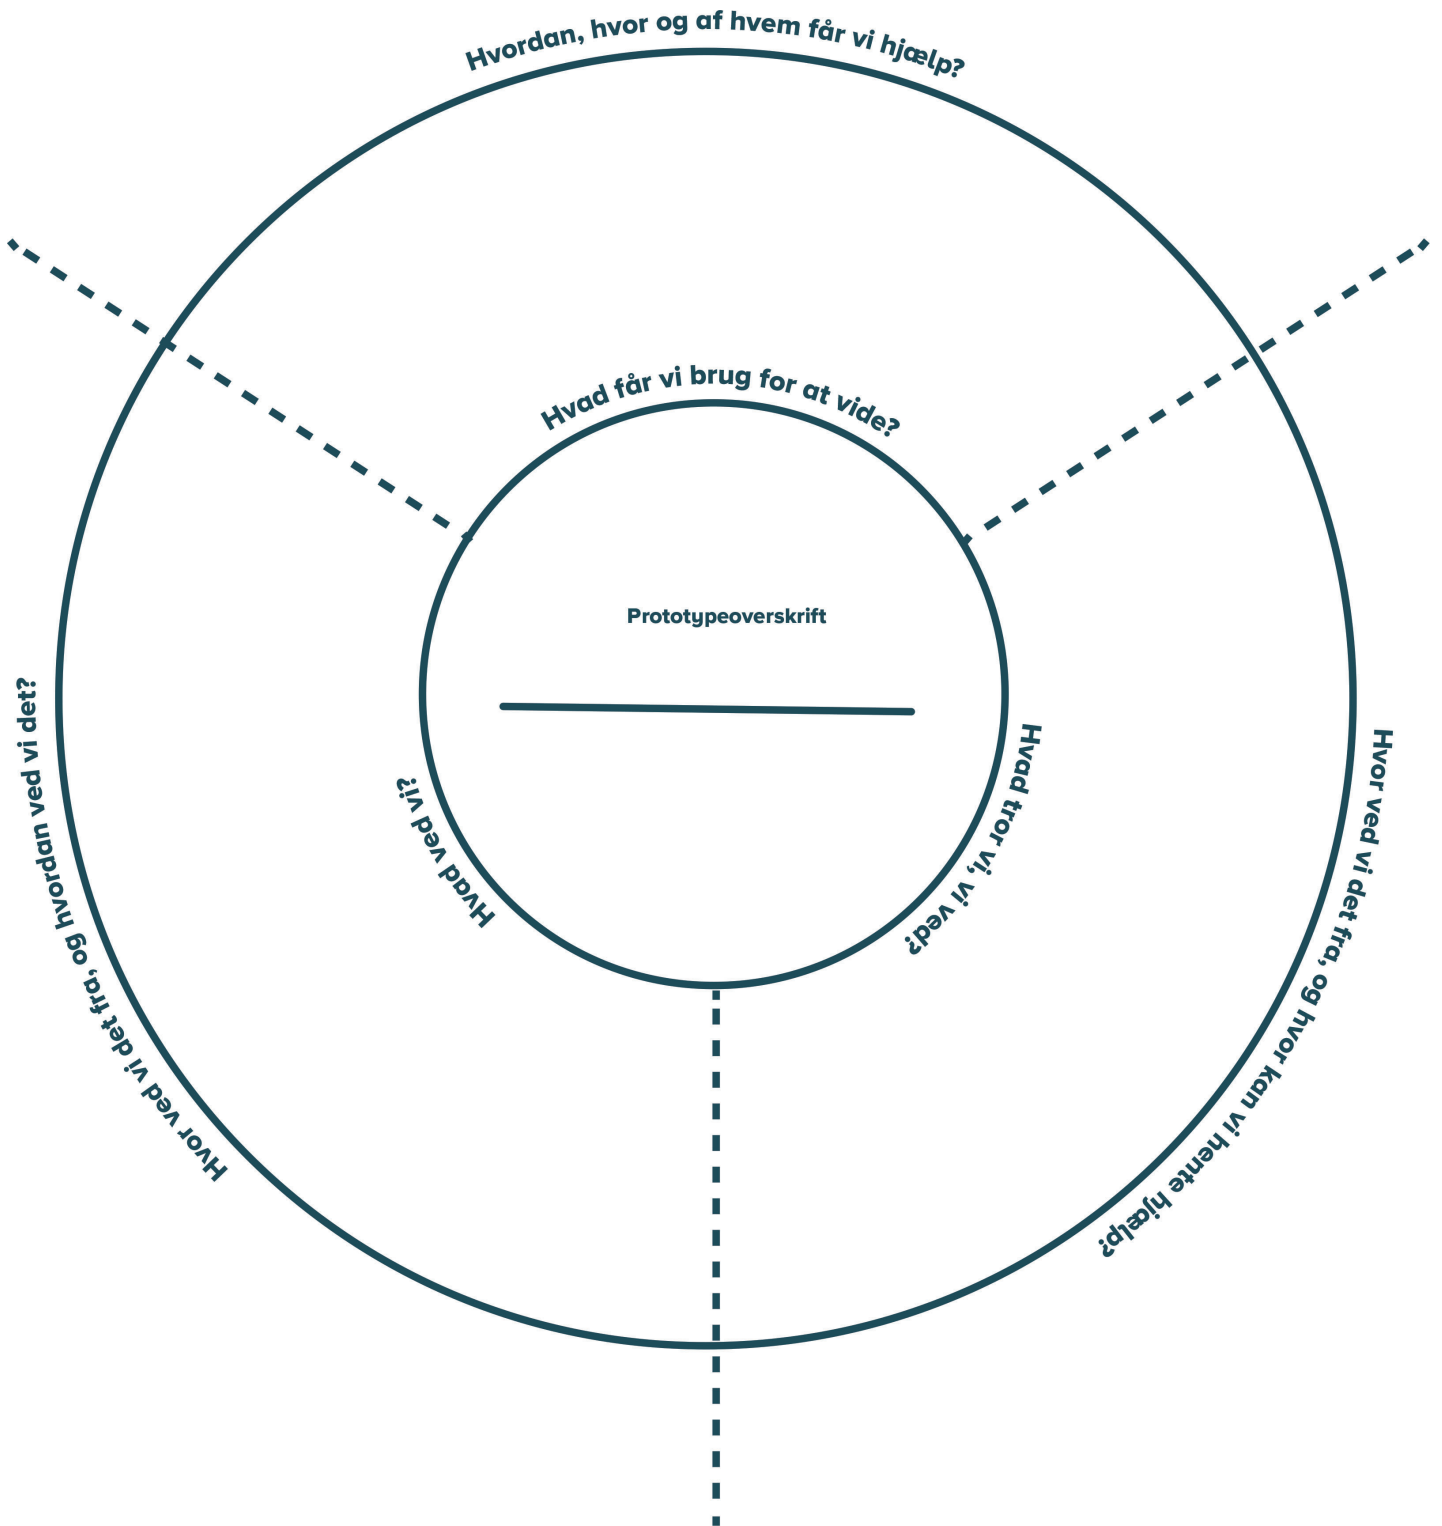 Hvordan, hvor og af hvem får vi hjælp?
Hvad får vi brug for at vide?
Prototypeoverskrift
Hvad ved vi?
Hvad tror vi, vi ved?
Hvor ved vi det fra, og hvordan ved vi det?
Hvor ved vi det fra, og hvor kan vi hente hjælp?